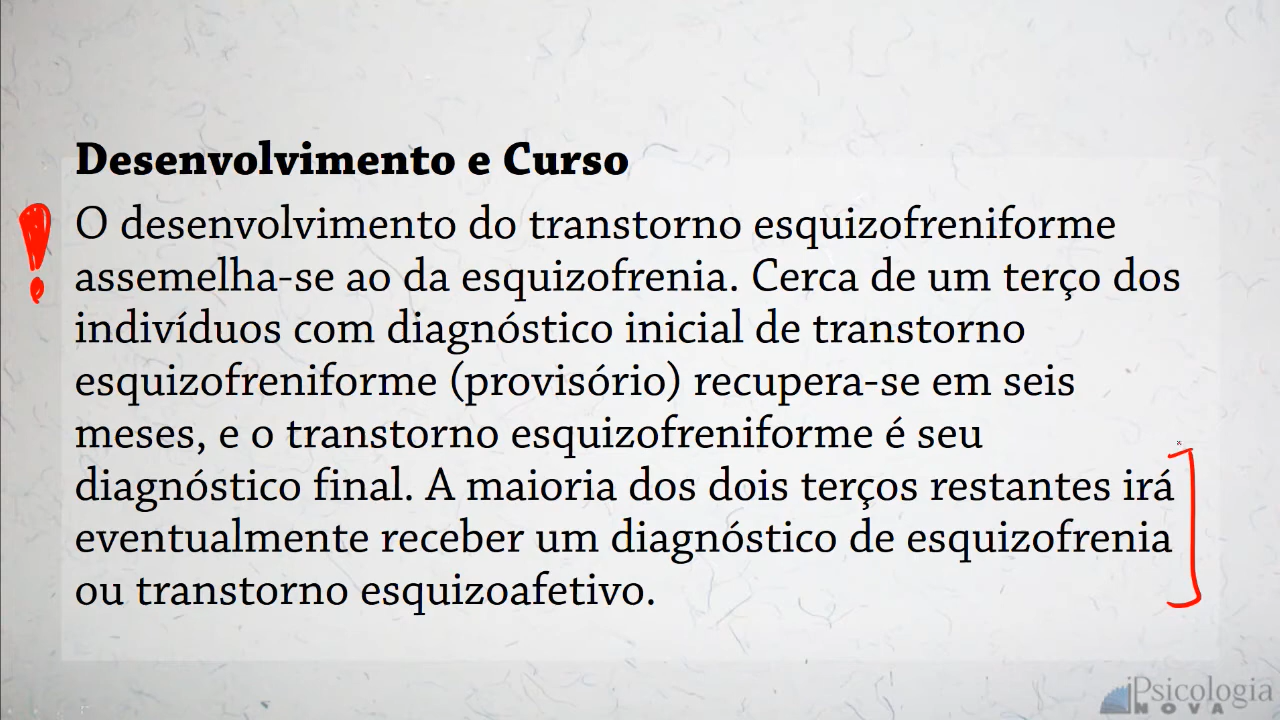 Desenvolvimento e Curso
O desenvolvimento do transtorno esquizofreniforme
assemelha-se ao da esquizofrenia. Cerca de um terço dos
indivíduos com diagnóstico inicial de transtorno
esquizofreniforme (provisório) recupera-se em seis
meses, e o transtorno esquizofreniforme é seu
diagnóstico final. A maioria dos dois terços restantes irá
eventualmente receber um diagnóstico de esquizofrenia
ou transtorno esquizoafetivo.
Psicologia
NOVA